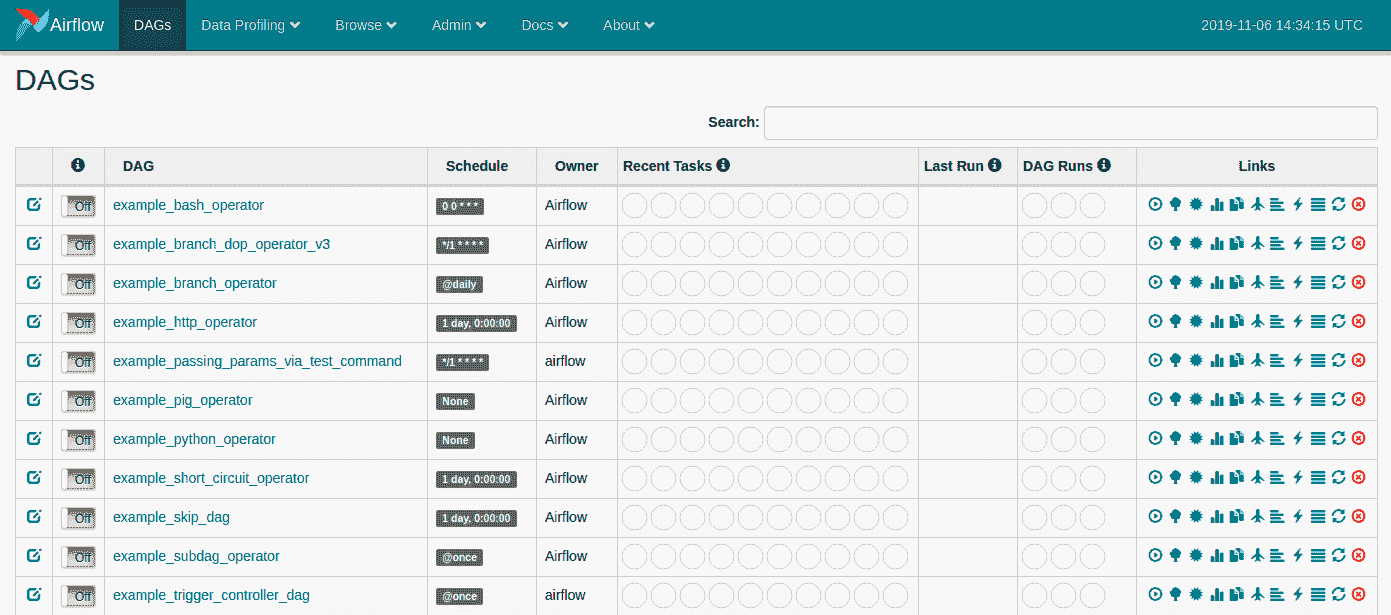 Airflow DAGs Data Profiling Browse Admin Docs About 2019-11-06 14:34:15 UTC
DAGs
Search:
DAG Schedule Owner Recent Tasks Last Run DAG Runs Links
Off example_bash_operator 0 0 * * * Airflow
Off example_branch_dop_operator_v3 */1 * * * * Airflow
Off example_branch_operator @daily Airflow
Off example_http_operator 1 day, 0:00:00 Airflow
Off example_passing_params_via_test_command */1 * * * * airflow
Off example_pig_operator None Airflow
Off example_python_operator None Airflow
Off example_short_circuit_operator 1 day, 0:00:00 Airflow
Off example_skip_dag 1 day, 0:00:00 Airflow
Off example_subdag_operator @once Airflow
Off example_trigger_controller_dag @once airflow